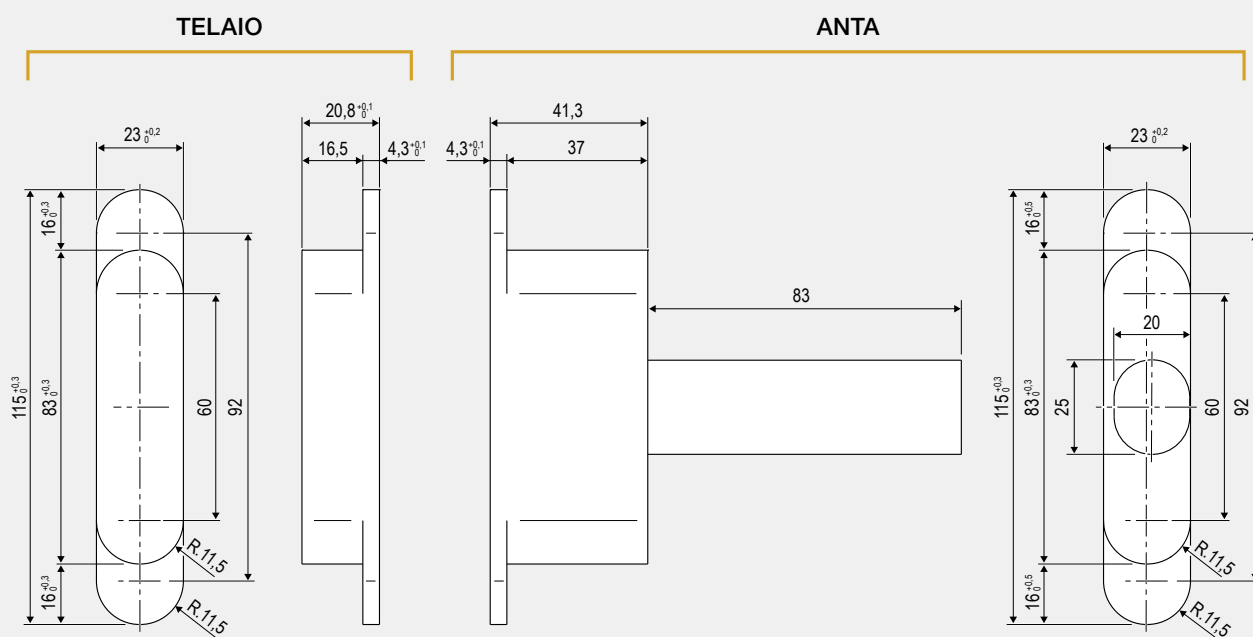 TELAIO
ANTA
20,8 +0,1 0
41,3
23 +0,2 0
16,5
4,3 +0,1 0
4,3 +0,1 0
37
23 +0,2 0
16 +0,3 0
16 +0,5 0
83
20
115 +0,3 0
83 +0,3 0
60
92
115 +0,3 0
83 +0,3 0
25
60
92
R.11,5
R.11,5
16 +0,3 0
R.11,5
16 +0,5 0
R.11,5